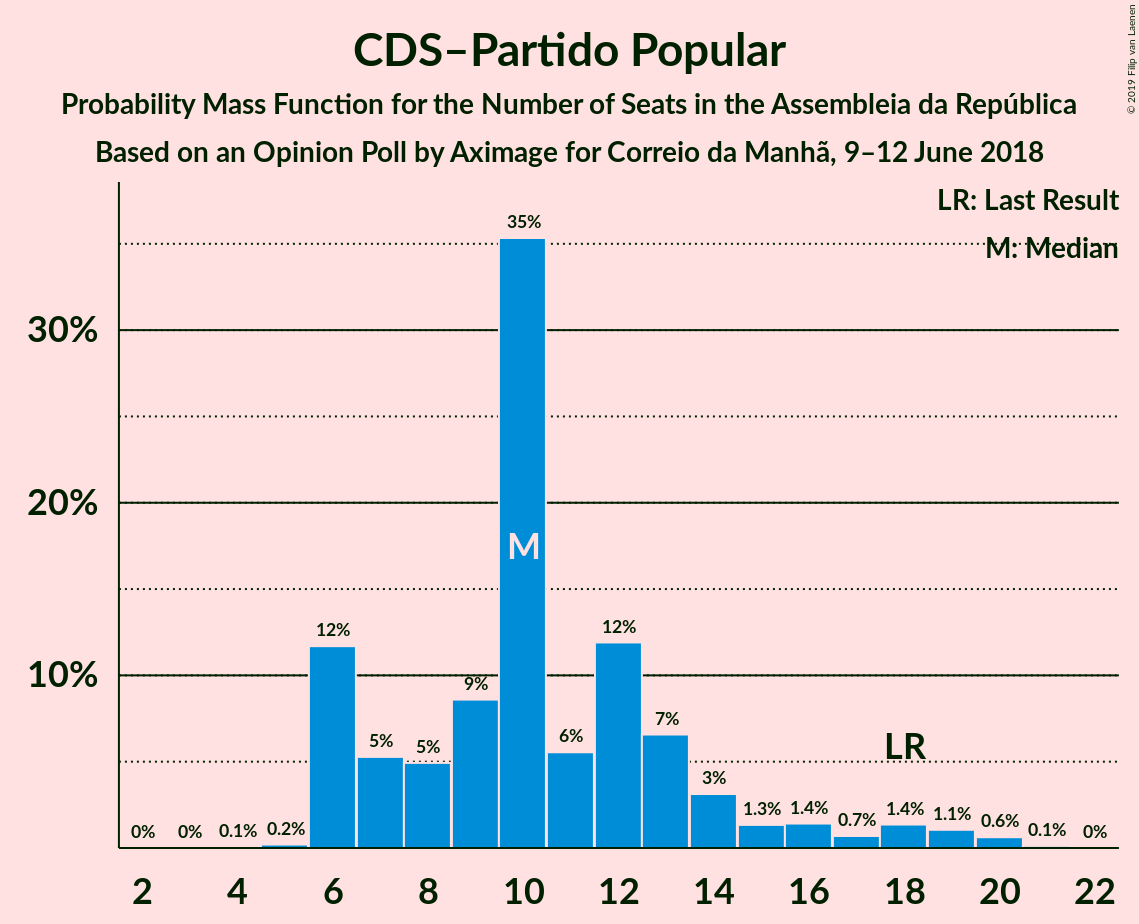 CDS–Partido Popular
Probability Mass Function for the Number of Seats in the Assembleia da República
Based on an Opinion Poll by Aximage for Correio da Manhã, 9–12 June 2018
© 2019 Filip van Laenen
LR: Last Result
M: Median
30%
20%
10%
0%
0%
0.1%
0.2%
12%
5%
5%
9%
35%
6%
12%
7%
3%
1.3%
1.4%
0.7%
1.4%
1.1%
0.6%
0.1%
0%
M
LR
2 4 6 8 10 12 14 16 18 20 22